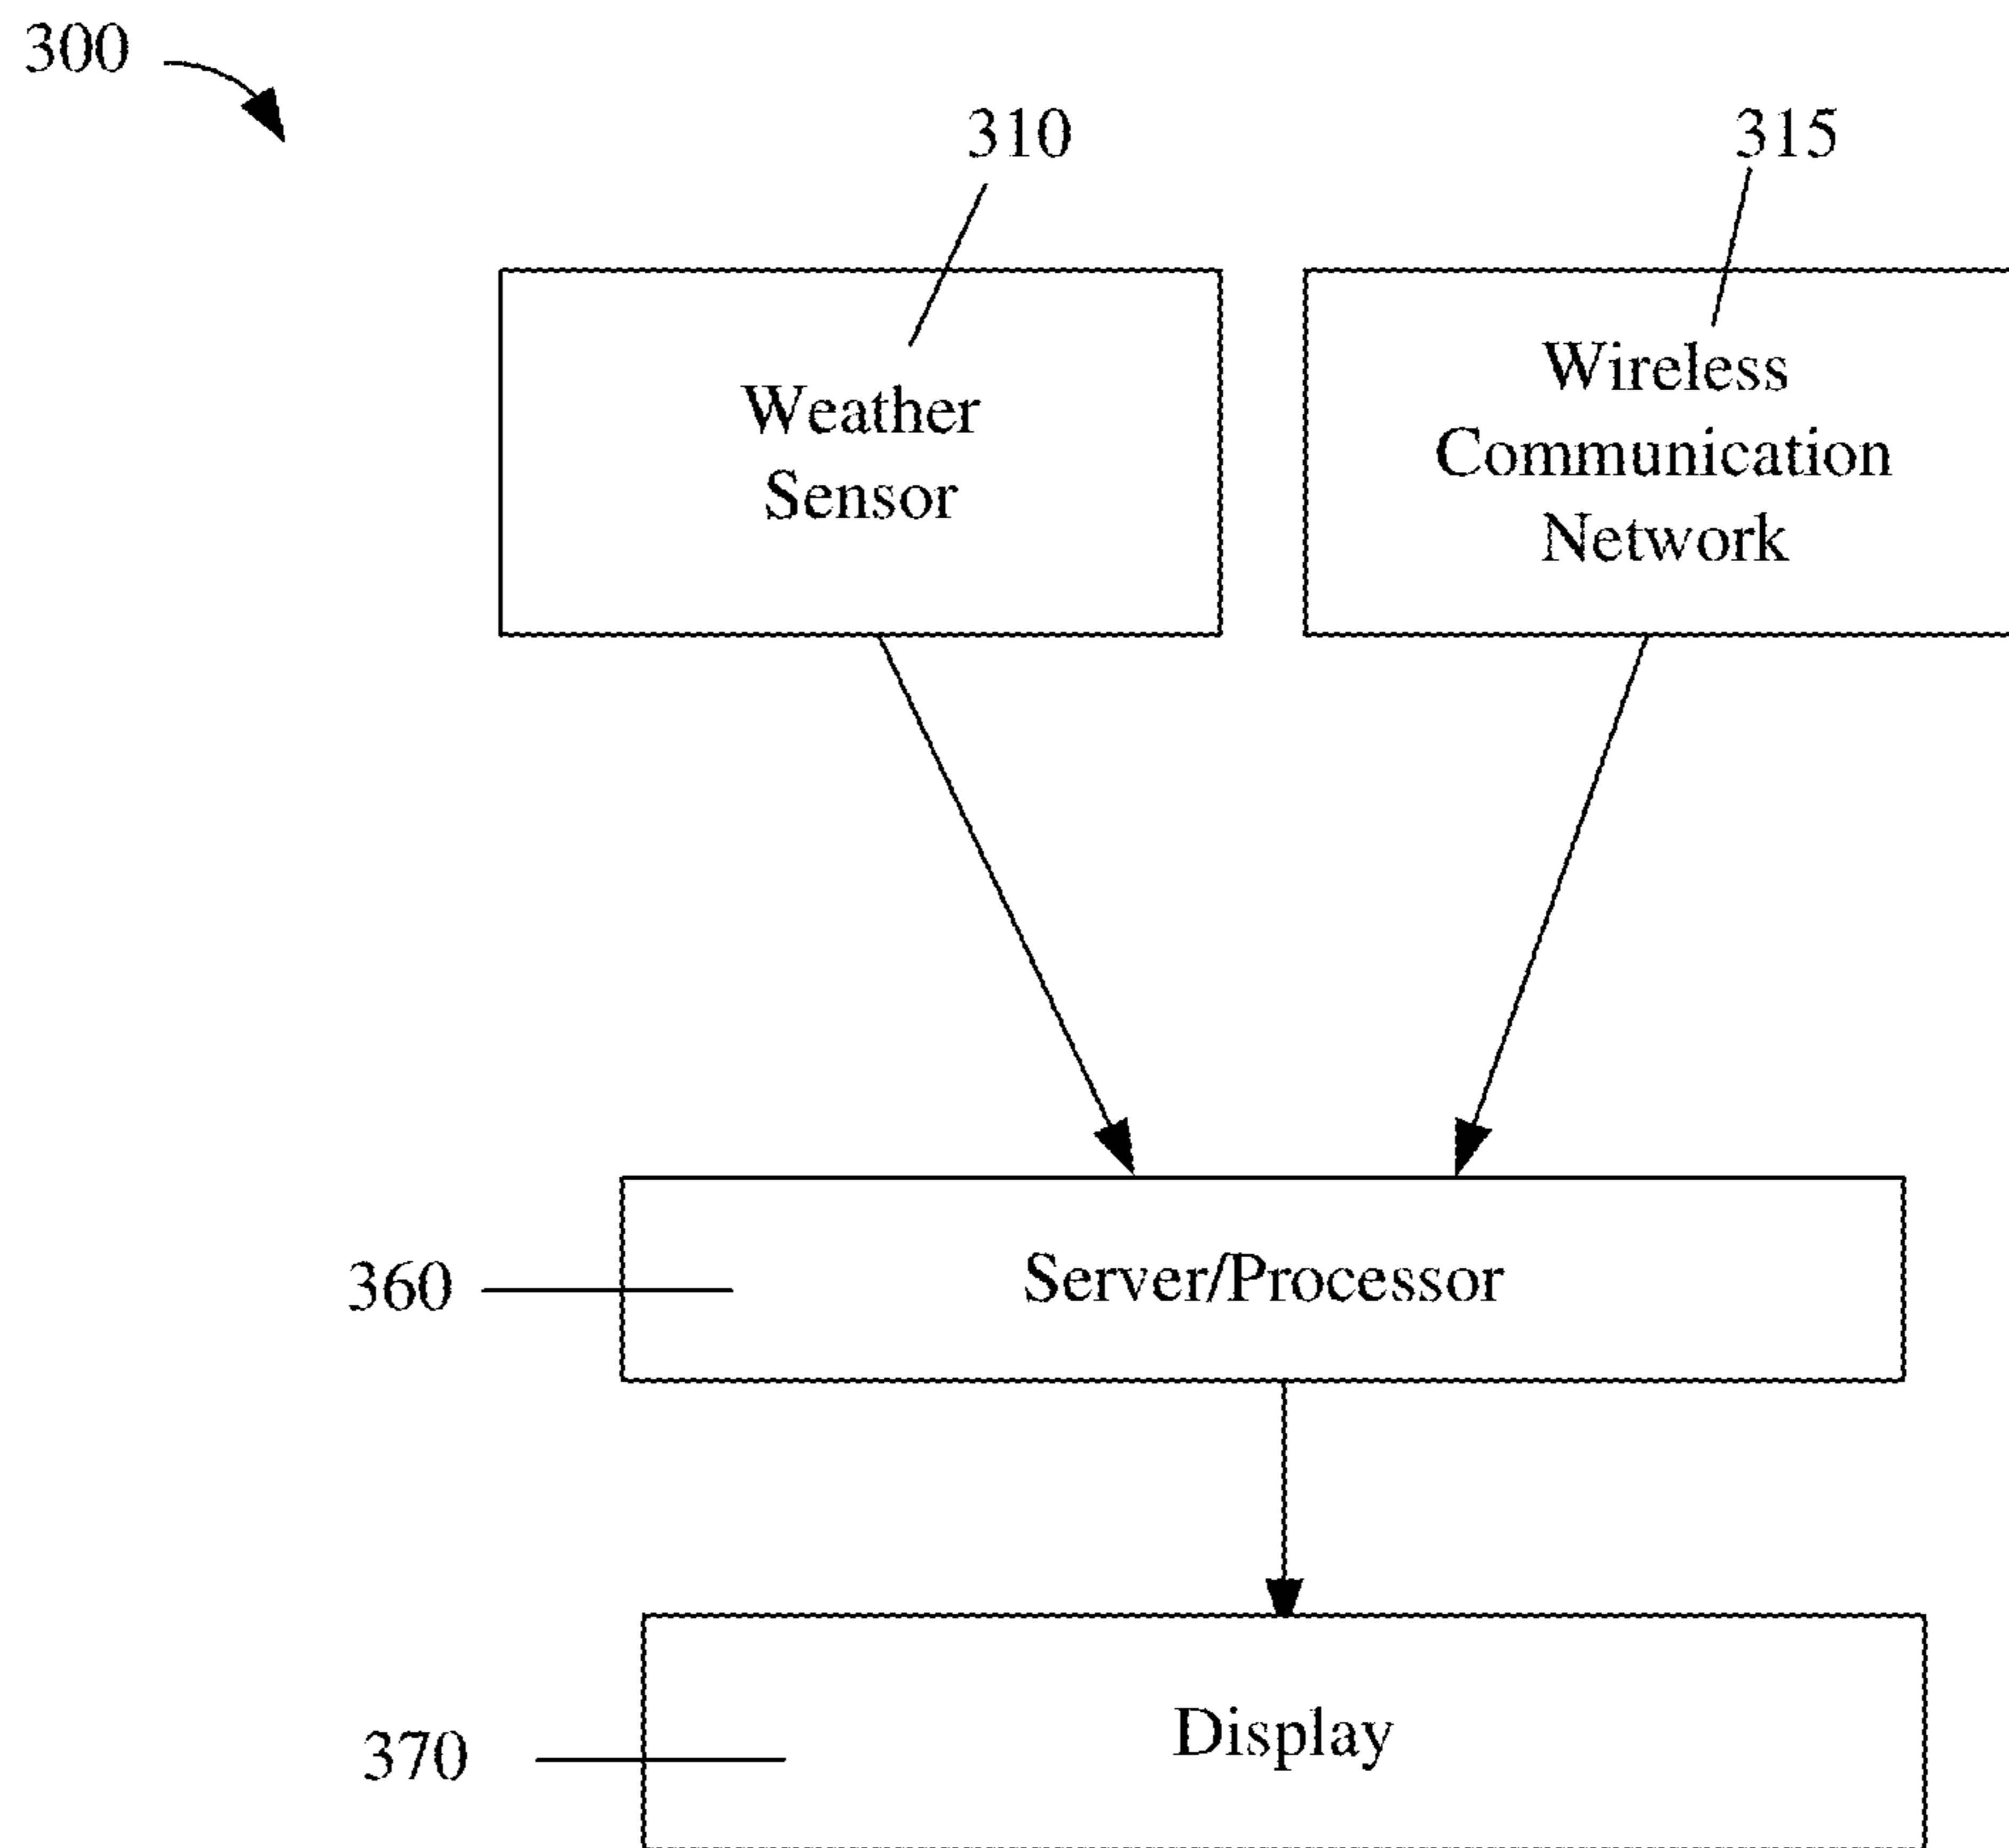 300
310
315
Weather
Sensor
Wireless
Communication
Network
360
Server/Processor
370
Display